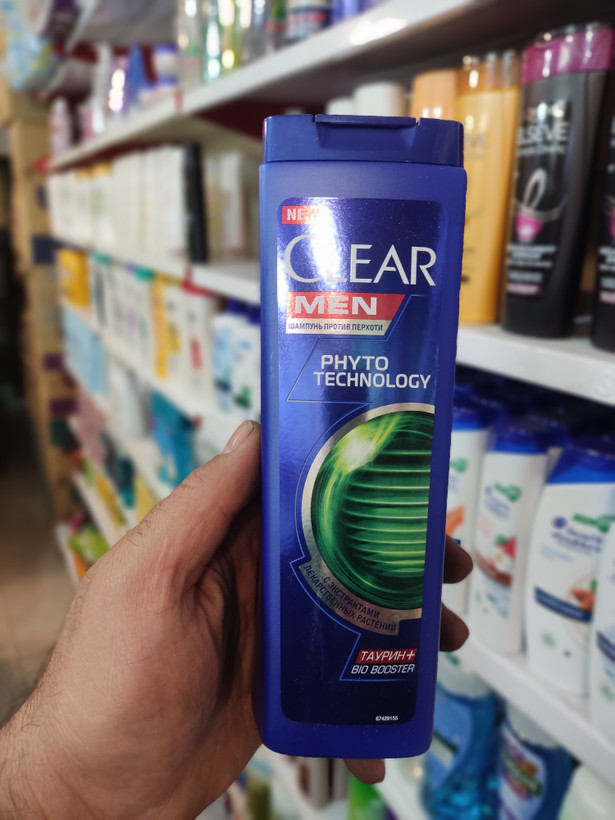 NEW
CLEAR
MEN
ШАМПУНЬ ПРОТИВ ПЕРХОТИ
PHYTO
TECHNOLOGY
С ЭКСТРАКТАМИ
ЛЕКАРСТВЕННЫХ РАСТЕНИЙ
ТАУРИН+
BIO BOOSTER
67429155